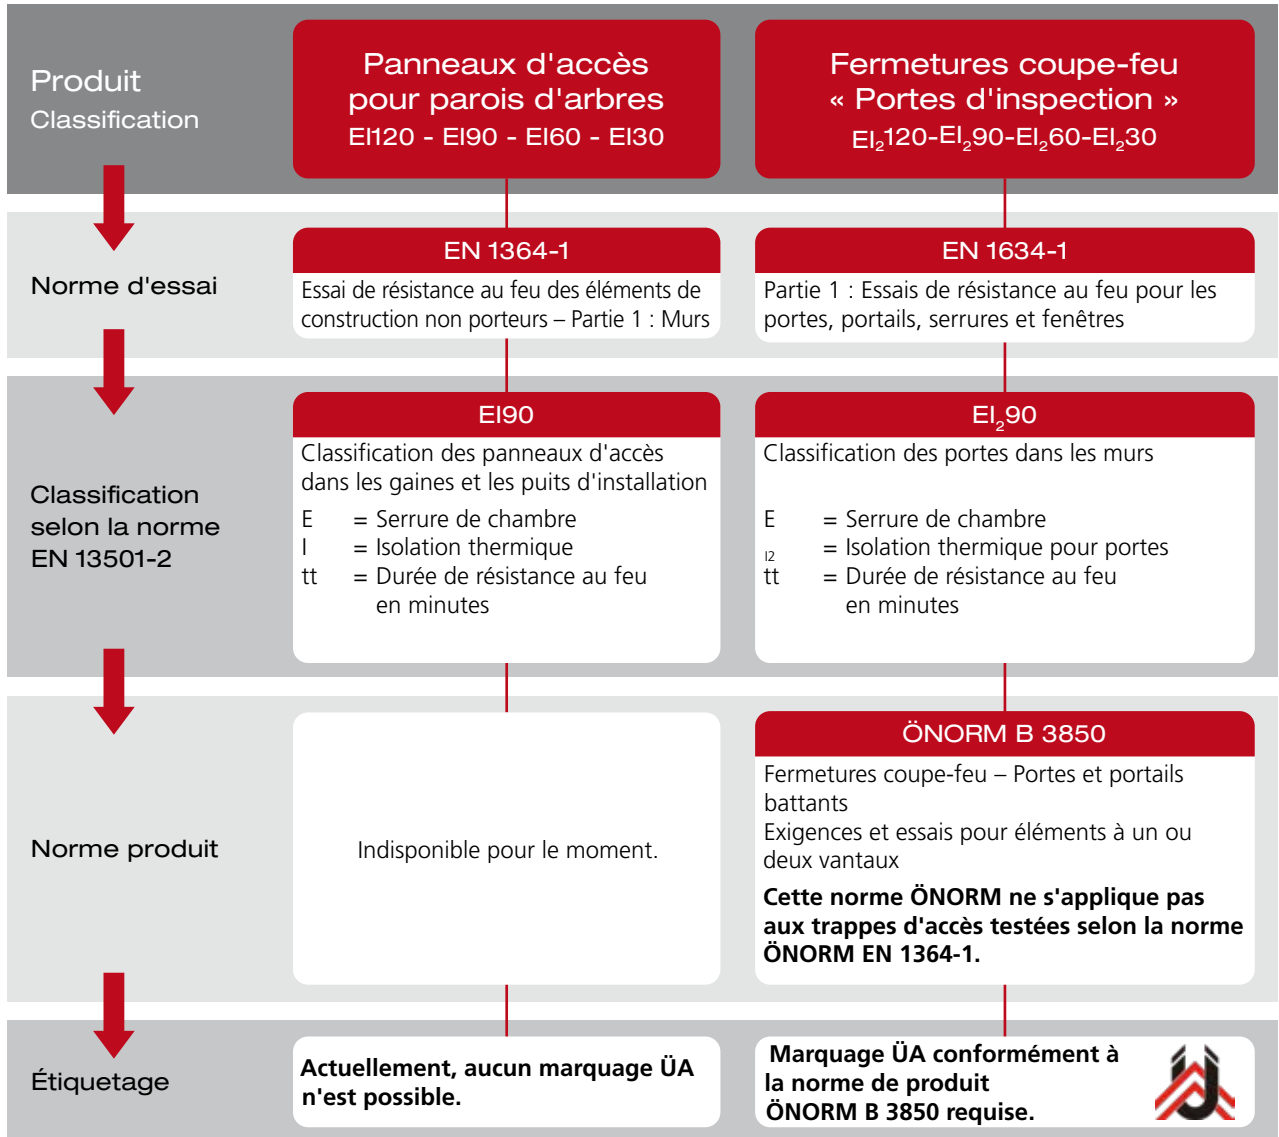 Produit
Classification
Panneaux d'accès
pour parois d'arbres
EI120 - EI90 - EI60 - EI30
Fermetures coupe-feu
« Portes d'inspection »
EI₂120-EI₂90-EI₂60-EI₂30
Norme d'essai
EN 1364-1
Essai de résistance au feu des éléments de
construction non porteurs – Partie 1 : Murs
EN 1634-1
Partie 1 : Essais de résistance au feu pour les
portes, portails, serrures et fenêtres
Classification
selon la norme
EN 13501-2
EI90
Classification des panneaux d'accès
dans les gaines et les puits d'installation
E = Serrure de chambre
I = Isolation thermique
tt = Durée de résistance au feu
en minutes
EI₂90
Classification des portes dans les murs
E = Serrure de chambre
I2 = Isolation thermique pour portes
tt = Durée de résistance au feu
en minutes
Norme produit
Indisponible pour le moment.
ÖNORM B 3850
Fermetures coupe-feu – Portes et portails
battants
Exigences et essais pour éléments à un ou
deux vantaux
Cette norme ÖNORM ne s'applique pas
aux trappes d'accès testées selon la norme
ÖNORM EN 1364-1.
Étiquetage
Actuellement, aucun marquage ÜA
n'est possible.
Marquage ÜA conformément à
la norme de produit
ÖNORM B 3850 requise.